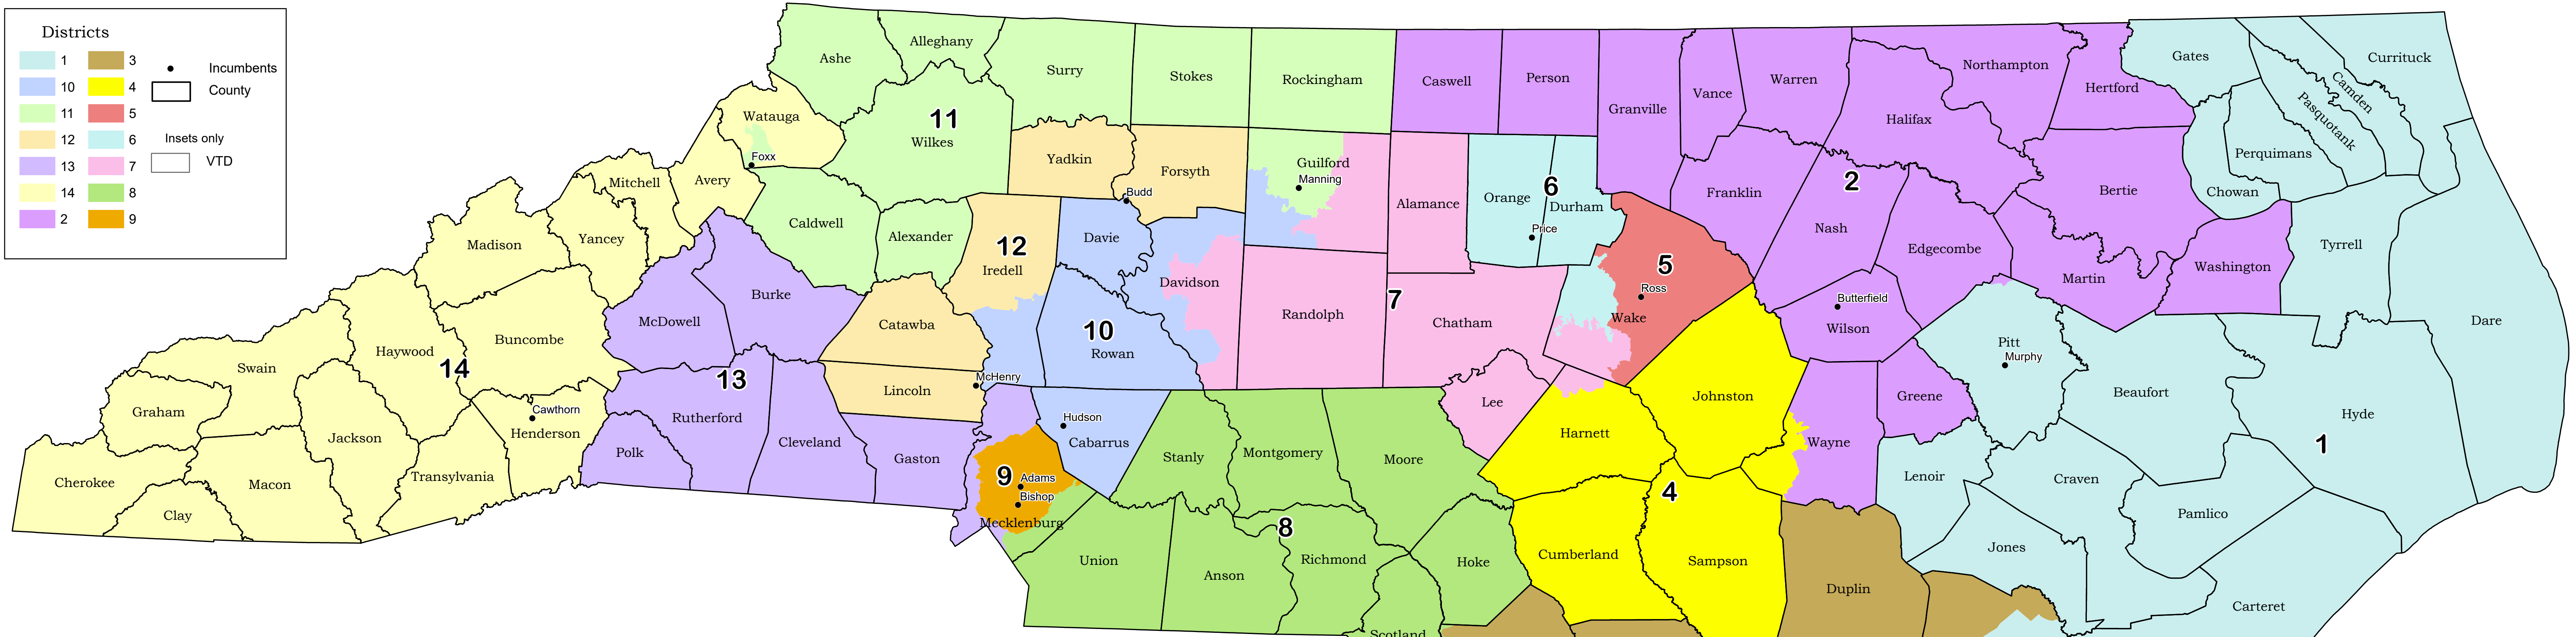 Districts
1
3
10
4
11
5
12
6
13
7
14
8
2
9
Incumbents
County
Insets only
VTD
Ashe
Alleghany
Surry
Stokes
Rockingham
Caswell
Person
Granville
Vance
Warren
Northampton
Hertford
Gates
Currituck
Camden
Pasquotank
Perquimans
Chowan
Watauga
Foxx
11
Wilkes
Yadkin
Forsyth
Budd
Guilford
Manning
Alamance
Orange
6
Durham
Price
Franklin
Halifax
2
Nash
Edgecombe
Bertie
Martin
Washington
Tyrrell
Dare
Mitchell
Avery
Caldwell
Alexander
12
Iredell
Davie
Davidson
Randolph
7
Chatham
5
Ross
Wake
Butterfield
Wilson
Madison
Yancey
McDowell
Burke
Catawba
10
Rowan
Pitt
Murphy
Beaufort
Hyde
1
Swain
Haywood
14
Buncombe
13
Rutherford
Lincoln
McHenry
Hudson
Cabarrus
Lee
Johnston
Greene
Graham
Jackson
Cawthorn
Henderson
Polk
Cleveland
Gaston
9
Adams
Bishop
Mecklenburg
Stanly
Montgomery
Moore
Harnett
4
Wayne
Lenoir
Craven
Pamlico
Cherokee
Clay
Macon
Transylvania
Union
Anson
8
Richmond
Hoke
Scotland
Cumberland
Sampson
Duplin
Jones
Carteret